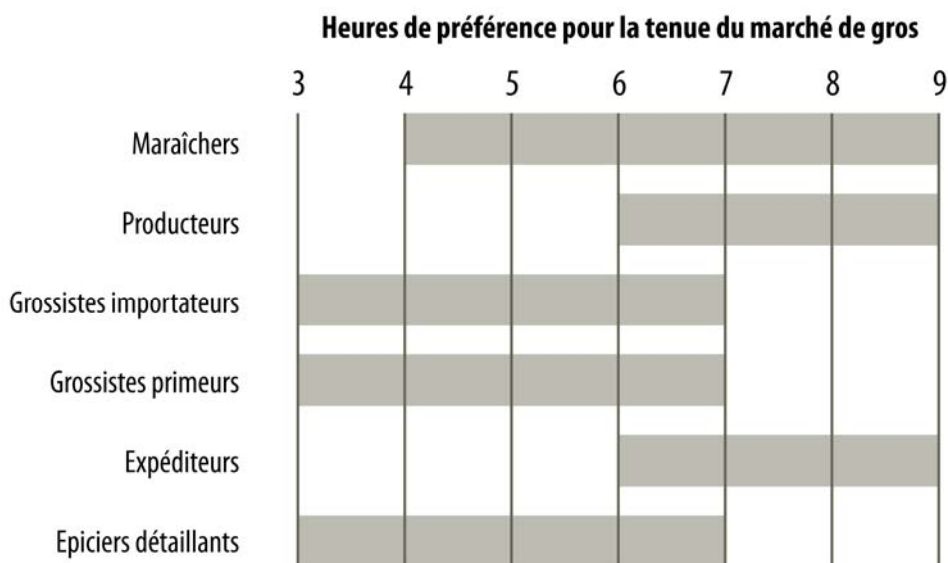 Heures de préférence pour la tenue du marché de gros
3 4 5 6 7 8 9
Maraîchers
Producteurs
Grossistes importateurs
Grossistes primeurs
Expéditeurs
Epiciers détaillants